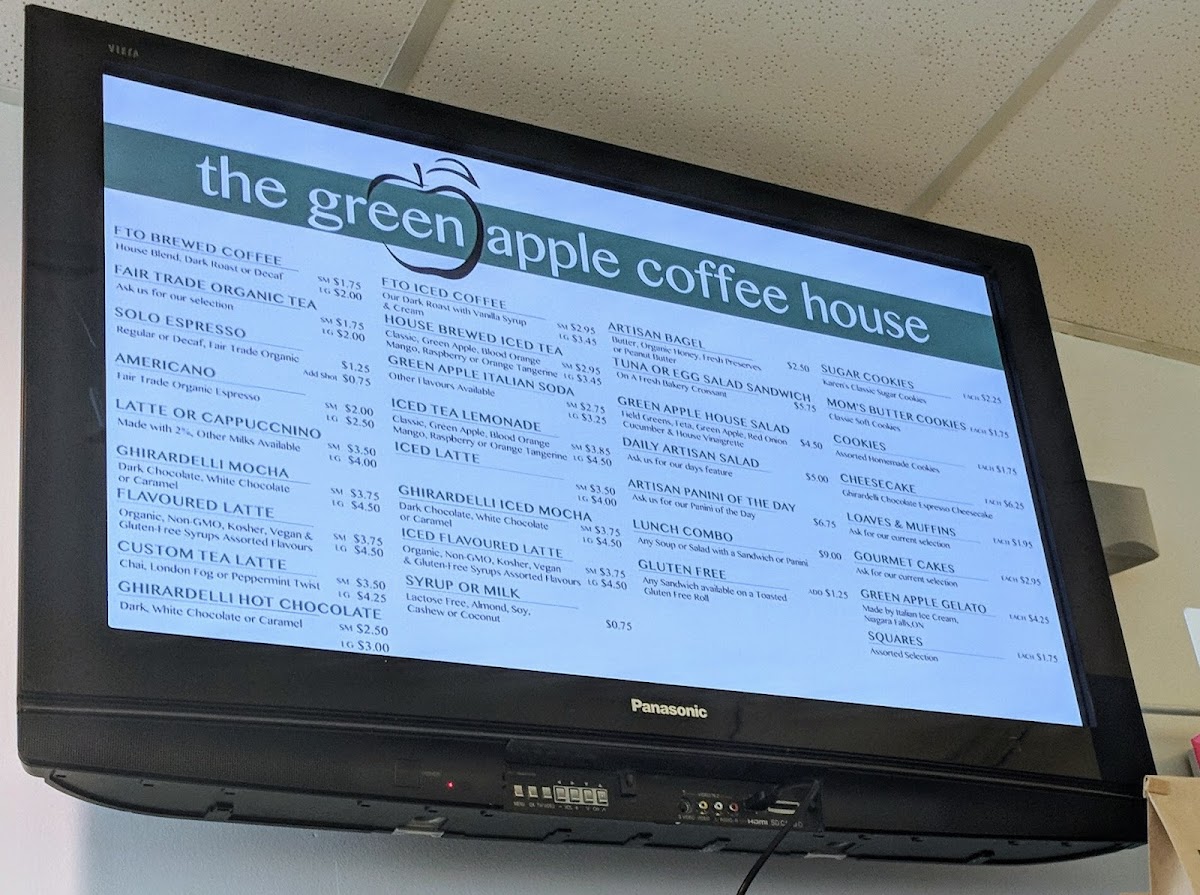 VIERA
the green apple coffee house
FTO BREWED COFFEE
House Blend, Dark Roast or Decaf
SM $1.75
LG $2.00
FAIR TRADE ORGANIC TEA
Ask us for our selection
SM $1.75
LG $2.00
SOLO ESPRESSO
Regular or Decaf, Fair Trade Organic
$1.25
Add Shot $0.75
AMERICANO
Fair Trade Organic Espresso
SM $2.00
LG $2.50
LATTE OR CAPPUCCNINO
Made with 2%, Other Milks Available
SM $3.50
LG $4.00
GHIRARDELLI MOCHA
Dark Chocolate, White Chocolate
or Caramel
SM $3.75
LG $4.50
FLAVOURED LATTE
Organic, Non-GMO, Kosher, Vegan &
Gluten-Free Syrups Assorted Flavours
SM $3.75
LG $4.50
CUSTOM TEA LATTE
Chai, London Fog or Peppermint Twist
SM $3.50
LG $4.25
GHIRARDELLI HOT CHOCOLATE
Dark, White Chocolate or Caramel
SM $2.50
LG $3.00
FTO ICED COFFEE
Our Dark Roast with Vanilla Syrup
& Cream
SM $2.95
LG $3.45
HOUSE BREWED ICED TEA
Classic, Green Apple, Blood Orange
Mango, Raspberry or Orange Tangerine
SM $2.95
LG $3.45
GREEN APPLE ITALIAN SODA
Other Flavours Available
SM $2.75
LG $3.25
ICED TEA LEMONADE
Classic, Green Apple, Blood Orange
Mango, Raspberry or Orange Tangerine
SM $3.85
LG $4.50
ICED LATTE
SM $3.50
LG $4.00
GHIRARDELLI ICED MOCHA
Dark Chocolate, White Chocolate
or Caramel
SM $3.75
LG $4.50
ICED FLAVOURED LATTE
Organic, Non-GMO, Kosher, Vegan
& Gluten-Free Syrups Assorted Flavours
SM $3.75
LG $4.50
SYRUP OR MILK
Lactose Free, Almond, Soy,
Cashew or Coconut
$0.75
ARTISAN BAGEL
Butter, Organic Honey, Fresh Preserves
or Peanut Butter
$2.50
TUNA OR EGG SALAD SANDWICH
On A Fresh Bakery Croissant
$5.75
GREEN APPLE HOUSE SALAD
Field Greens, Feta, Green Apple, Red Onion
Cucumber & House Vinaigrette
$4.50
DAILY ARTISAN SALAD
Ask us for our days feature
$5.00
ARTISAN PANINI OF THE DAY
Ask us for our Panini of the Day
$6.75
LUNCH COMBO
Any Soup or Salad with a Sandwich or Panini
$9.00
GLUTEN FREE
Any Sandwich available on a Toasted
Gluten Free Roll
ADD $1.25
SUGAR COOKIES
Karen's Classic Sugar Cookies
EACH $2.25
MOM'S BUTTER COOKIES
Classic Soft Cookies
EACH $1.75
COOKIES
Assorted Homemade Cookies
EACH $1.75
CHEESECAKE
Ghirardelli Chocolate Espresso Cheesecake
EACH $6.25
LOAVES & MUFFINS
Ask for our current selection
EACH $1.95
GOURMET CAKES
Ask for our current selection
EACH $2.95
GREEN APPLE GELATO
Made by Italian Ice Cream,
Niagara Falls,ON
EACH $4.25
SQUARES
Assorted Selection
EACH $1.75
Panasonic
HDMI